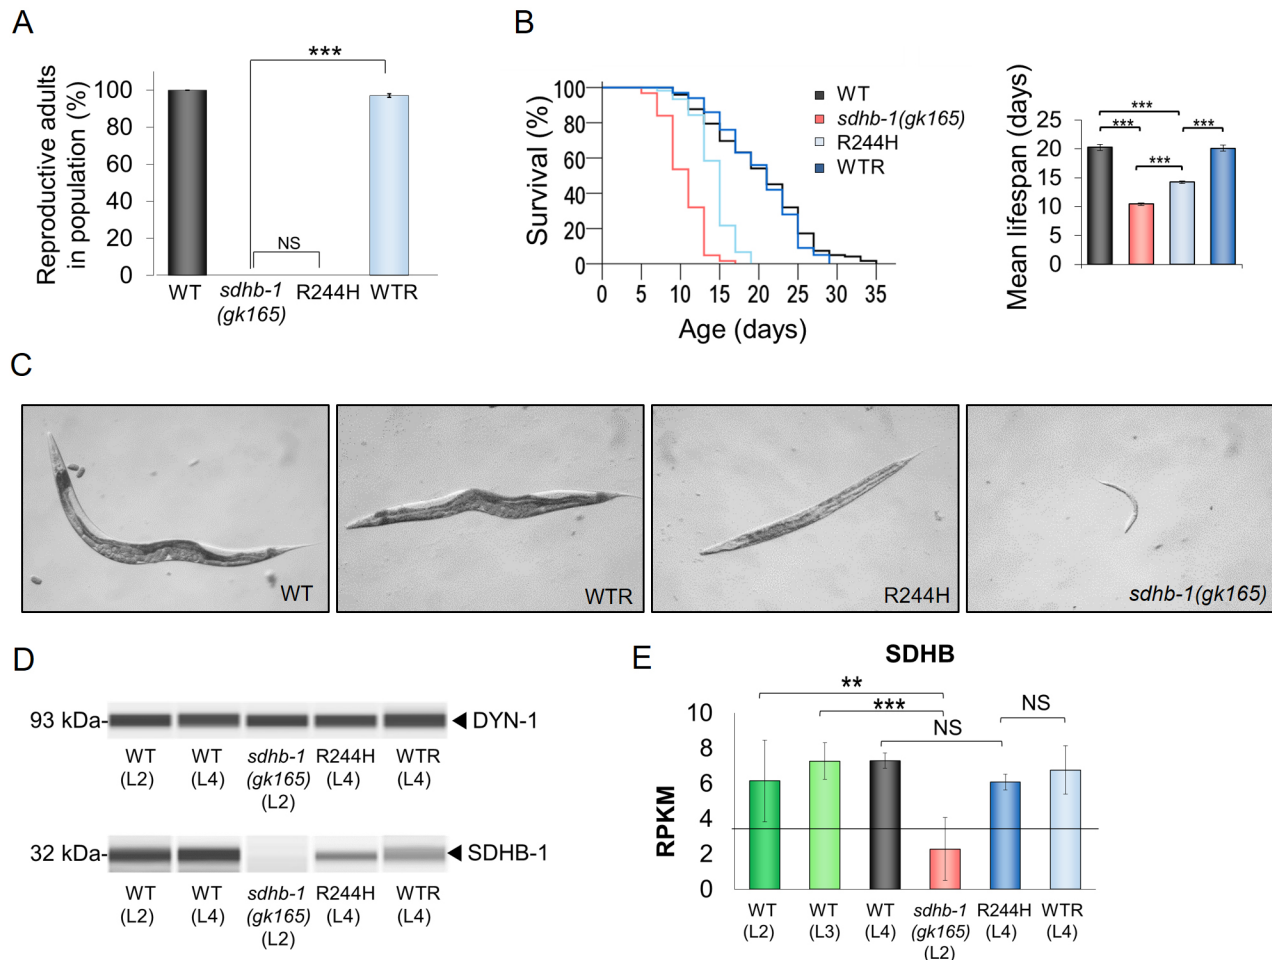 A
Reproductive adults
in population (%)
100
80
60
40
20
0
***
NS
WT
sdhb-1
(gk165)
R244H
WTR
B
Survival (%)
100
80
60
40
20
0
0 5 10 15 20 25 30 35
Age (days)
WT
sdhb-1(gk165)
R244H
WTR
Mean lifespan (days)
25
20
15
10
5
0
***
***
***
***
C
WT
WTR
R244H
sdhb-1(gk165)
D
93 kDa-
DYN-1
WT
(L2)
WT
(L4)
sdhb-1
(gk165)
(L2)
R244H
(L4)
WTR
(L4)
32 kDa-
SDHB-1
WT
(L2)
WT
(L4)
sdhb-1
(gk165)
(L2)
R244H
(L4)
WTR
(L4)
E
SDHB
RPKM
10
8
6
4
2
0
**
***
NS
NS
WT
(L2)
WT
(L3)
WT
(L4)
sdhb-1
(gk165)
(L2)
R244H
(L4)
WTR
(L4)